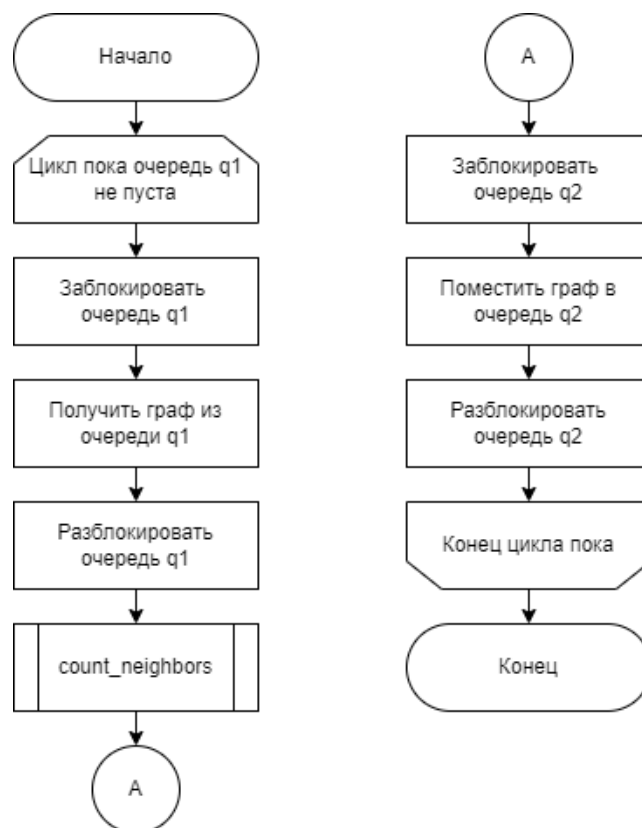 Начало
Цикл пока очередь q1
не пуста
Заблокировать
очередь q1
Получить граф из
очереди q1
Разблокировать
очередь q1
count_neighbors
A
A
Заблокировать
очередь q2
Поместить граф в
очередь q2
Разблокировать
очередь q2
Конец цикла пока
Конец